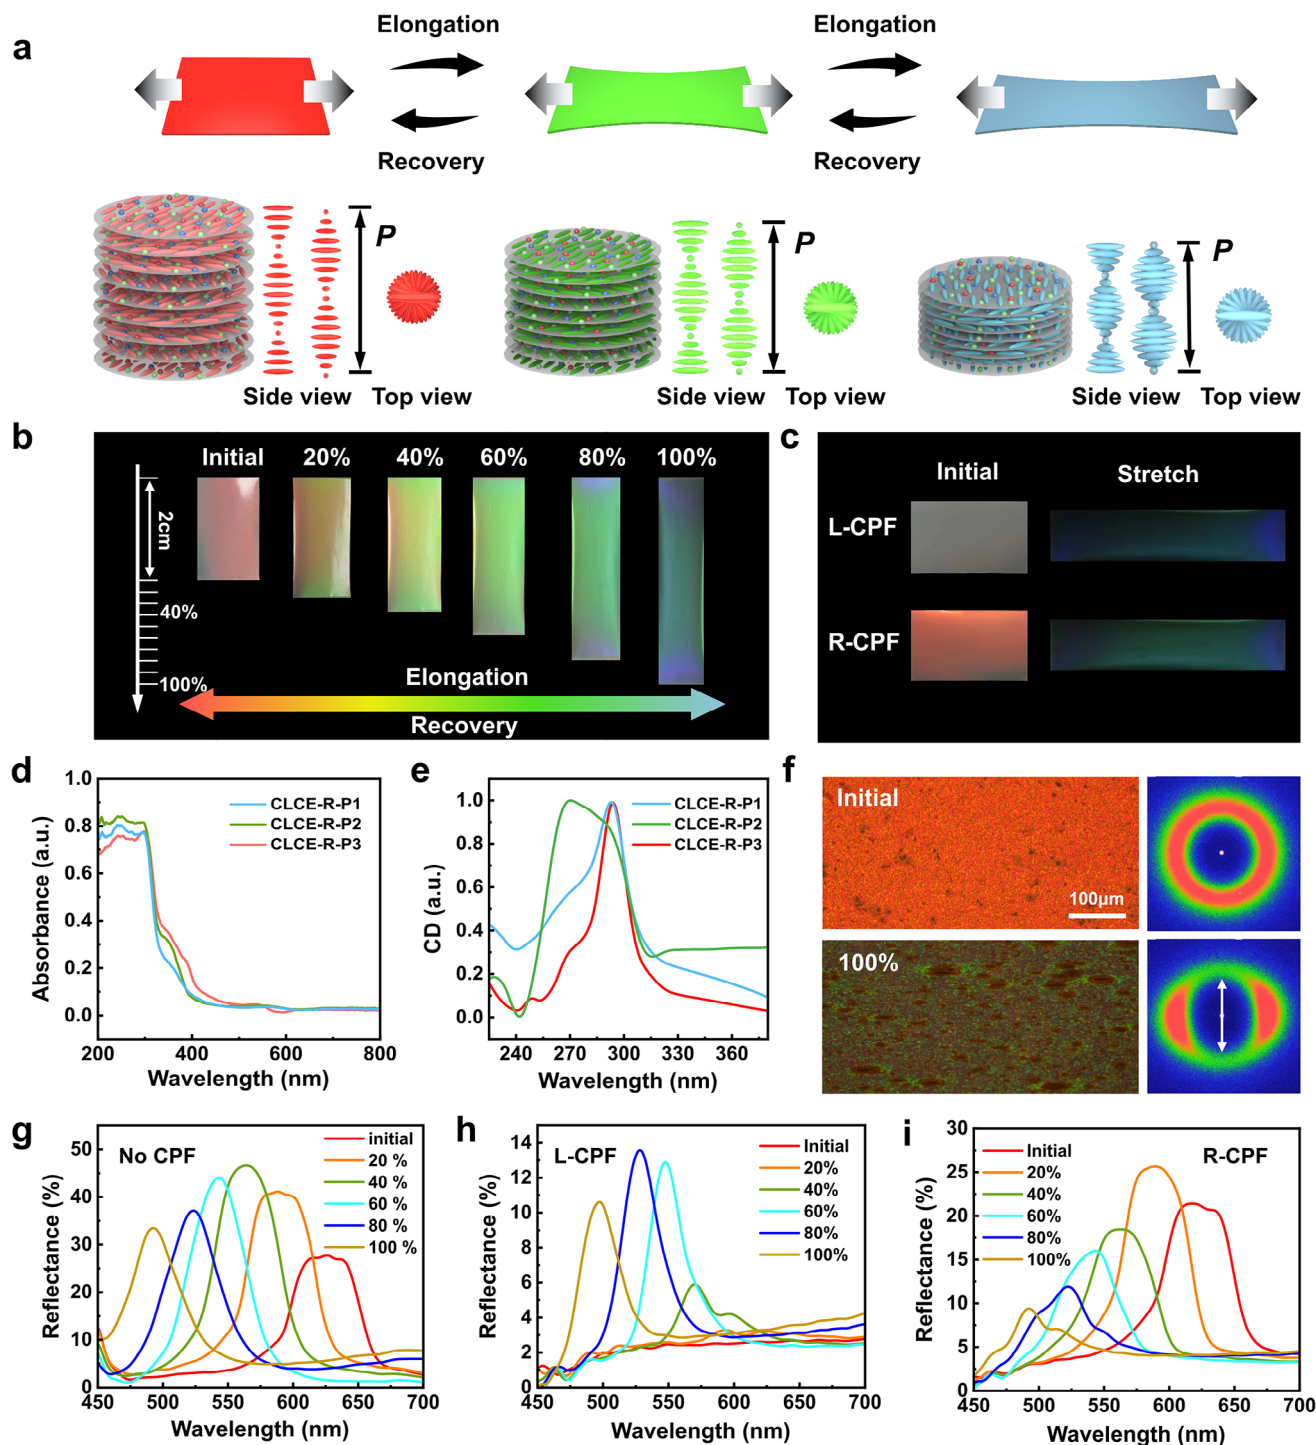 a
Elongation
Elongation
Recovery
Recovery
P
P
P
Side view
Top view
Side view
Top view
Side view
Top view
b
Initial
20%
40%
60%
80%
100%
2cm
40%
100%
Elongation
Recovery
c
Initial
Stretch
L-CPF
R-CPF
d
1.0
0.8
0.6
0.4
0.2
0.0
200
400
600
800
Absorbance (a.u.)
Wavelength (nm)
CLCE-R-P1
CLCE-R-P2
CLCE-R-P3
e
1.0
0.8
0.6
0.4
0.2
0.0
240
270
300
330
360
CD (a.u.)
Wavelength (nm)
CLCE-R-P1
CLCE-R-P2
CLCE-R-P3
f
Initial
100μm
100%
g
No CPF
50
40
30
20
10
0
450
500
550
600
650
700
Reflectance (%)
Wavelength (nm)
initial
20 %
40 %
60 %
80 %
100 %
h
L-CPF
14
12
10
8
6
4
2
0
450
500
550
600
650
700
Reflectance (%)
Wavelength (nm)
Initial
20%
40%
60%
80%
100%
i
R-CPF
30
25
20
15
10
5
0
450
500
550
600
650
700
Reflectance (%)
Wavelength (nm)
Initial
20%
40%
60%
80%
100%